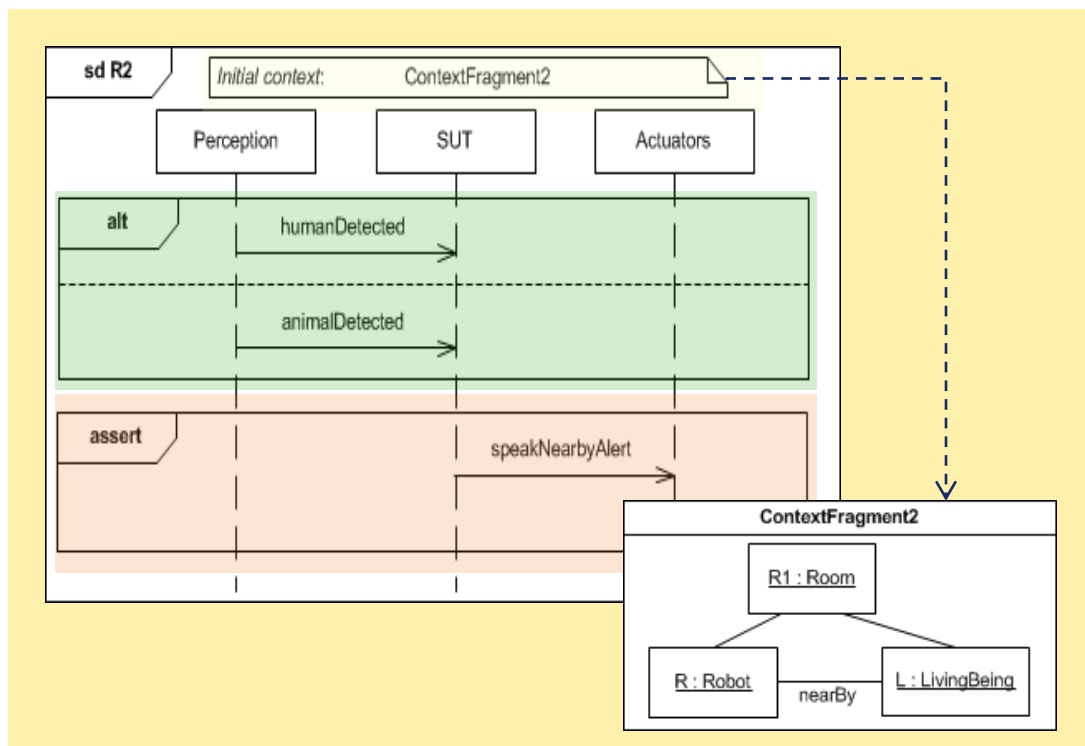 sd R2
Initial context: ContextFragment2
Perception
SUT
Actuators
alt
humanDetected
animalDetected
assert
speakNearbyAlert
ContextFragment2
R1 : Room
R : Robot
nearBy
L : LivingBeing